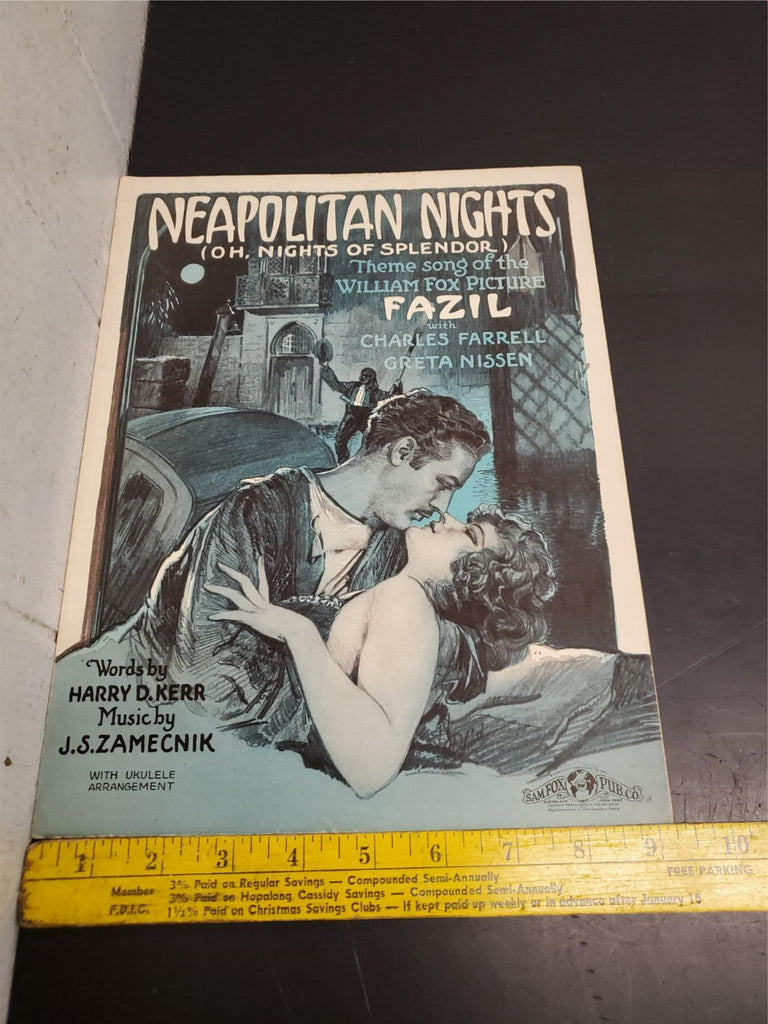 NEAPOLITAN NIGHTS
(OH, NIGHTS OF SPLENDOR)
Theme song of the
WILLIAM FOX PICTURE
FAZIL
with
CHARLES FARRELL
GRETA NISSEN
Words by
HARRY D. KERR
Music by
J.S. ZAMECNIK
WITH UKULELE
ARRANGEMENT
SAM FOX PUB. CO.
CLEVELAND NEW YORK
1 2 3 4 5 6 7 8 9 10
FREE PARKING
Member
F.D.I.C.
3% Paid on Regular Savings — Compounded Semi-Annually
3% Paid on Hopalong Cassidy Savings — Compounded Semi-Annually
1½% Paid on Christmas Savings Clubs — If kept paid up weekly or in advance after January 15